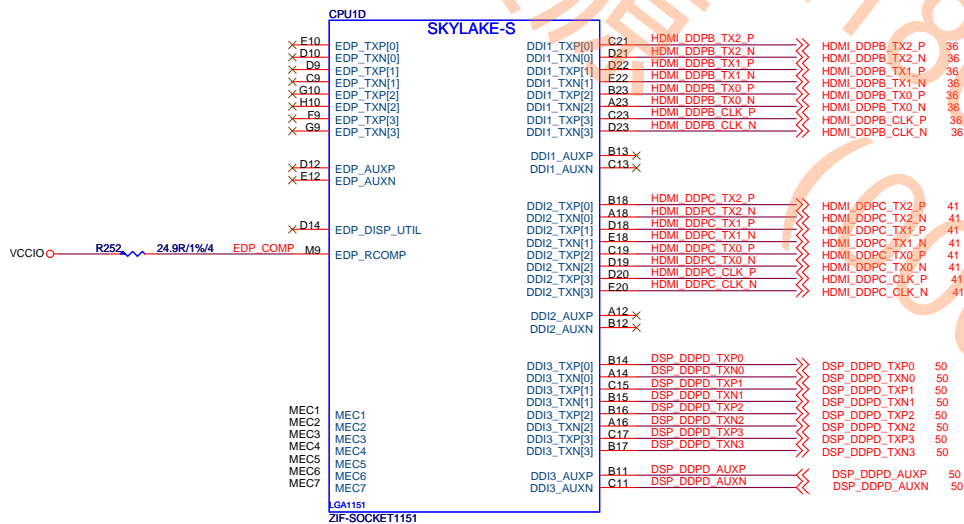 CPU1D
SKYLAKE-S
E10 EDP_TXP[0] DDI1_TXP[0] C21 HDMI_DDPB_TX2_P HDMI_DDPB_TX2_P 36
D10 EDP_TXN[0] DDI1_TXN[0] D21 HDMI_DDPB_TX2_N HDMI_DDPB_TX2_N 36
D9 EDP_TXP[1] DDI1_TXP[1] D22 HDMI_DDPB_TX1_P HDMI_DDPB_TX1_P 36
C9 EDP_TXN[1] DDI1_TXN[1] E22 HDMI_DDPB_TX1_N HDMI_DDPB_TX1_N 36
G10 EDP_TXP[2] DDI1_TXP[2] B23 HDMI_DDPB_TX0_P HDMI_DDPB_TX0_P 36
H10 EDP_TXN[2] DDI1_TXN[2] A23 HDMI_DDPB_TX0_N HDMI_DDPB_TX0_N 36
F9 EDP_TXP[3] DDI1_TXP[3] C23 HDMI_DDPB_CLK_P HDMI_DDPB_CLK_P 36
G9 EDP_TXN[3] DDI1_TXN[3] D23 HDMI_DDPB_CLK_N HDMI_DDPB_CLK_N 36
DDI1_AUXP B13
D12 EDP_AUXP DDI1_AUXN C13
E12 EDP_AUXN
DDI2_TXP[0] B18 HDMI_DDPC_TX2_P HDMI_DDPC_TX2_P 41
DDI2_TXN[0] A18 HDMI_DDPC_TX2_N HDMI_DDPC_TX2_N 41
D14 EDP_DISP_UTIL DDI2_TXP[1] D18 HDMI_DDPC_TX1_P HDMI_DDPC_TX1_P 41
DDI2_TXN[1] E18 HDMI_DDPC_TX1_N HDMI_DDPC_TX1_N 41
VCCIO R252 24.9R/1%/4 EDP_COMP M9 EDP_RCOMP DDI2_TXP[2] C19 HDMI_DDPC_TX0_P HDMI_DDPC_TX0_P 41
DDI2_TXN[2] D19 HDMI_DDPC_TX0_N HDMI_DDPC_TX0_N 41
DDI2_TXP[3] D20 HDMI_DDPC_CLK_P HDMI_DDPC_CLK_P 41
DDI2_TXN[3] E20 HDMI_DDPC_CLK_N HDMI_DDPC_CLK_N 41
DDI2_AUXP A12
DDI2_AUXN B12
DDI3_TXP[0] B14 DSP_DDPD_TXP0 DSP_DDPD_TXP0 50
DDI3_TXN[0] A14 DSP_DDPD_TXN0 DSP_DDPD_TXN0 50
DDI3_TXP[1] C15 DSP_DDPD_TXP1 DSP_DDPD_TXP1 50
MEC1 MEC1 DDI3_TXN[1] B15 DSP_DDPD_TXN1 DSP_DDPD_TXN1 50
MEC2 MEC2 DDI3_TXP[2] B16 DSP_DDPD_TXP2 DSP_DDPD_TXP2 50
MEC3 MEC3 DDI3_TXN[2] A16 DSP_DDPD_TXN2 DSP_DDPD_TXN2 50
MEC4 MEC4 DDI3_TXP[3] C17 DSP_DDPD_TXP3 DSP_DDPD_TXP3 50
MEC5 MEC5 DDI3_TXN[3] B17 DSP_DDPD_TXN3 DSP_DDPD_TXN3 50
MEC6 MEC6 DDI3_AUXP B11 DSP_DDPD_AUXP DSP_DDPD_AUXP 50
MEC7 MEC7 DDI3_AUXN C11 DSP_DDPD_AUXN DSP_DDPD_AUXN 50
LGA1151
ZIF-SOCKET1151